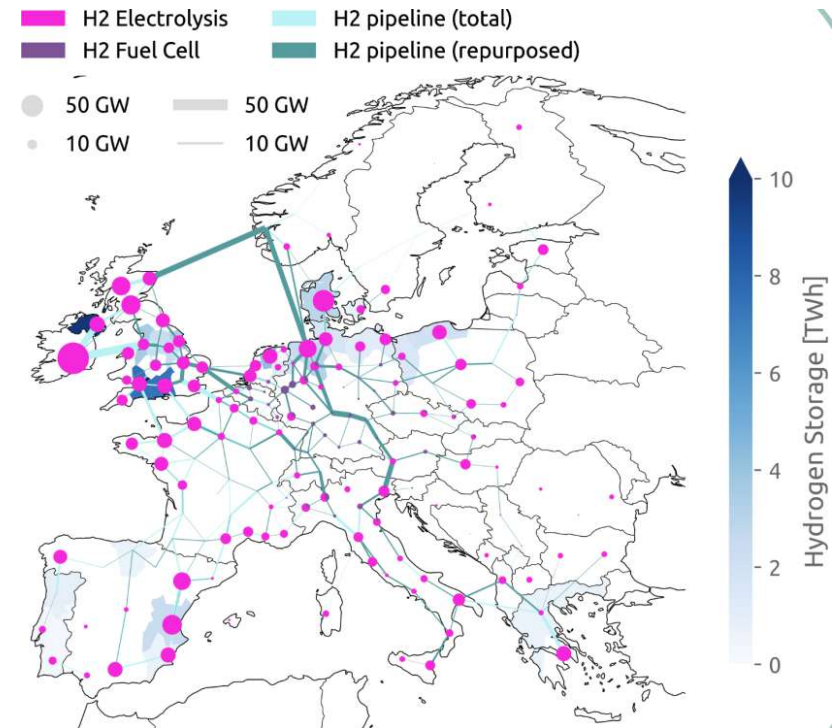 H2 Electrolysis
H2 pipeline (total)
H2 Fuel Cell
H2 pipeline (repurposed)
50 GW
50 GW
10 GW
10 GW
10
8
6
4
2
0
Hydrogen Storage [TWh]